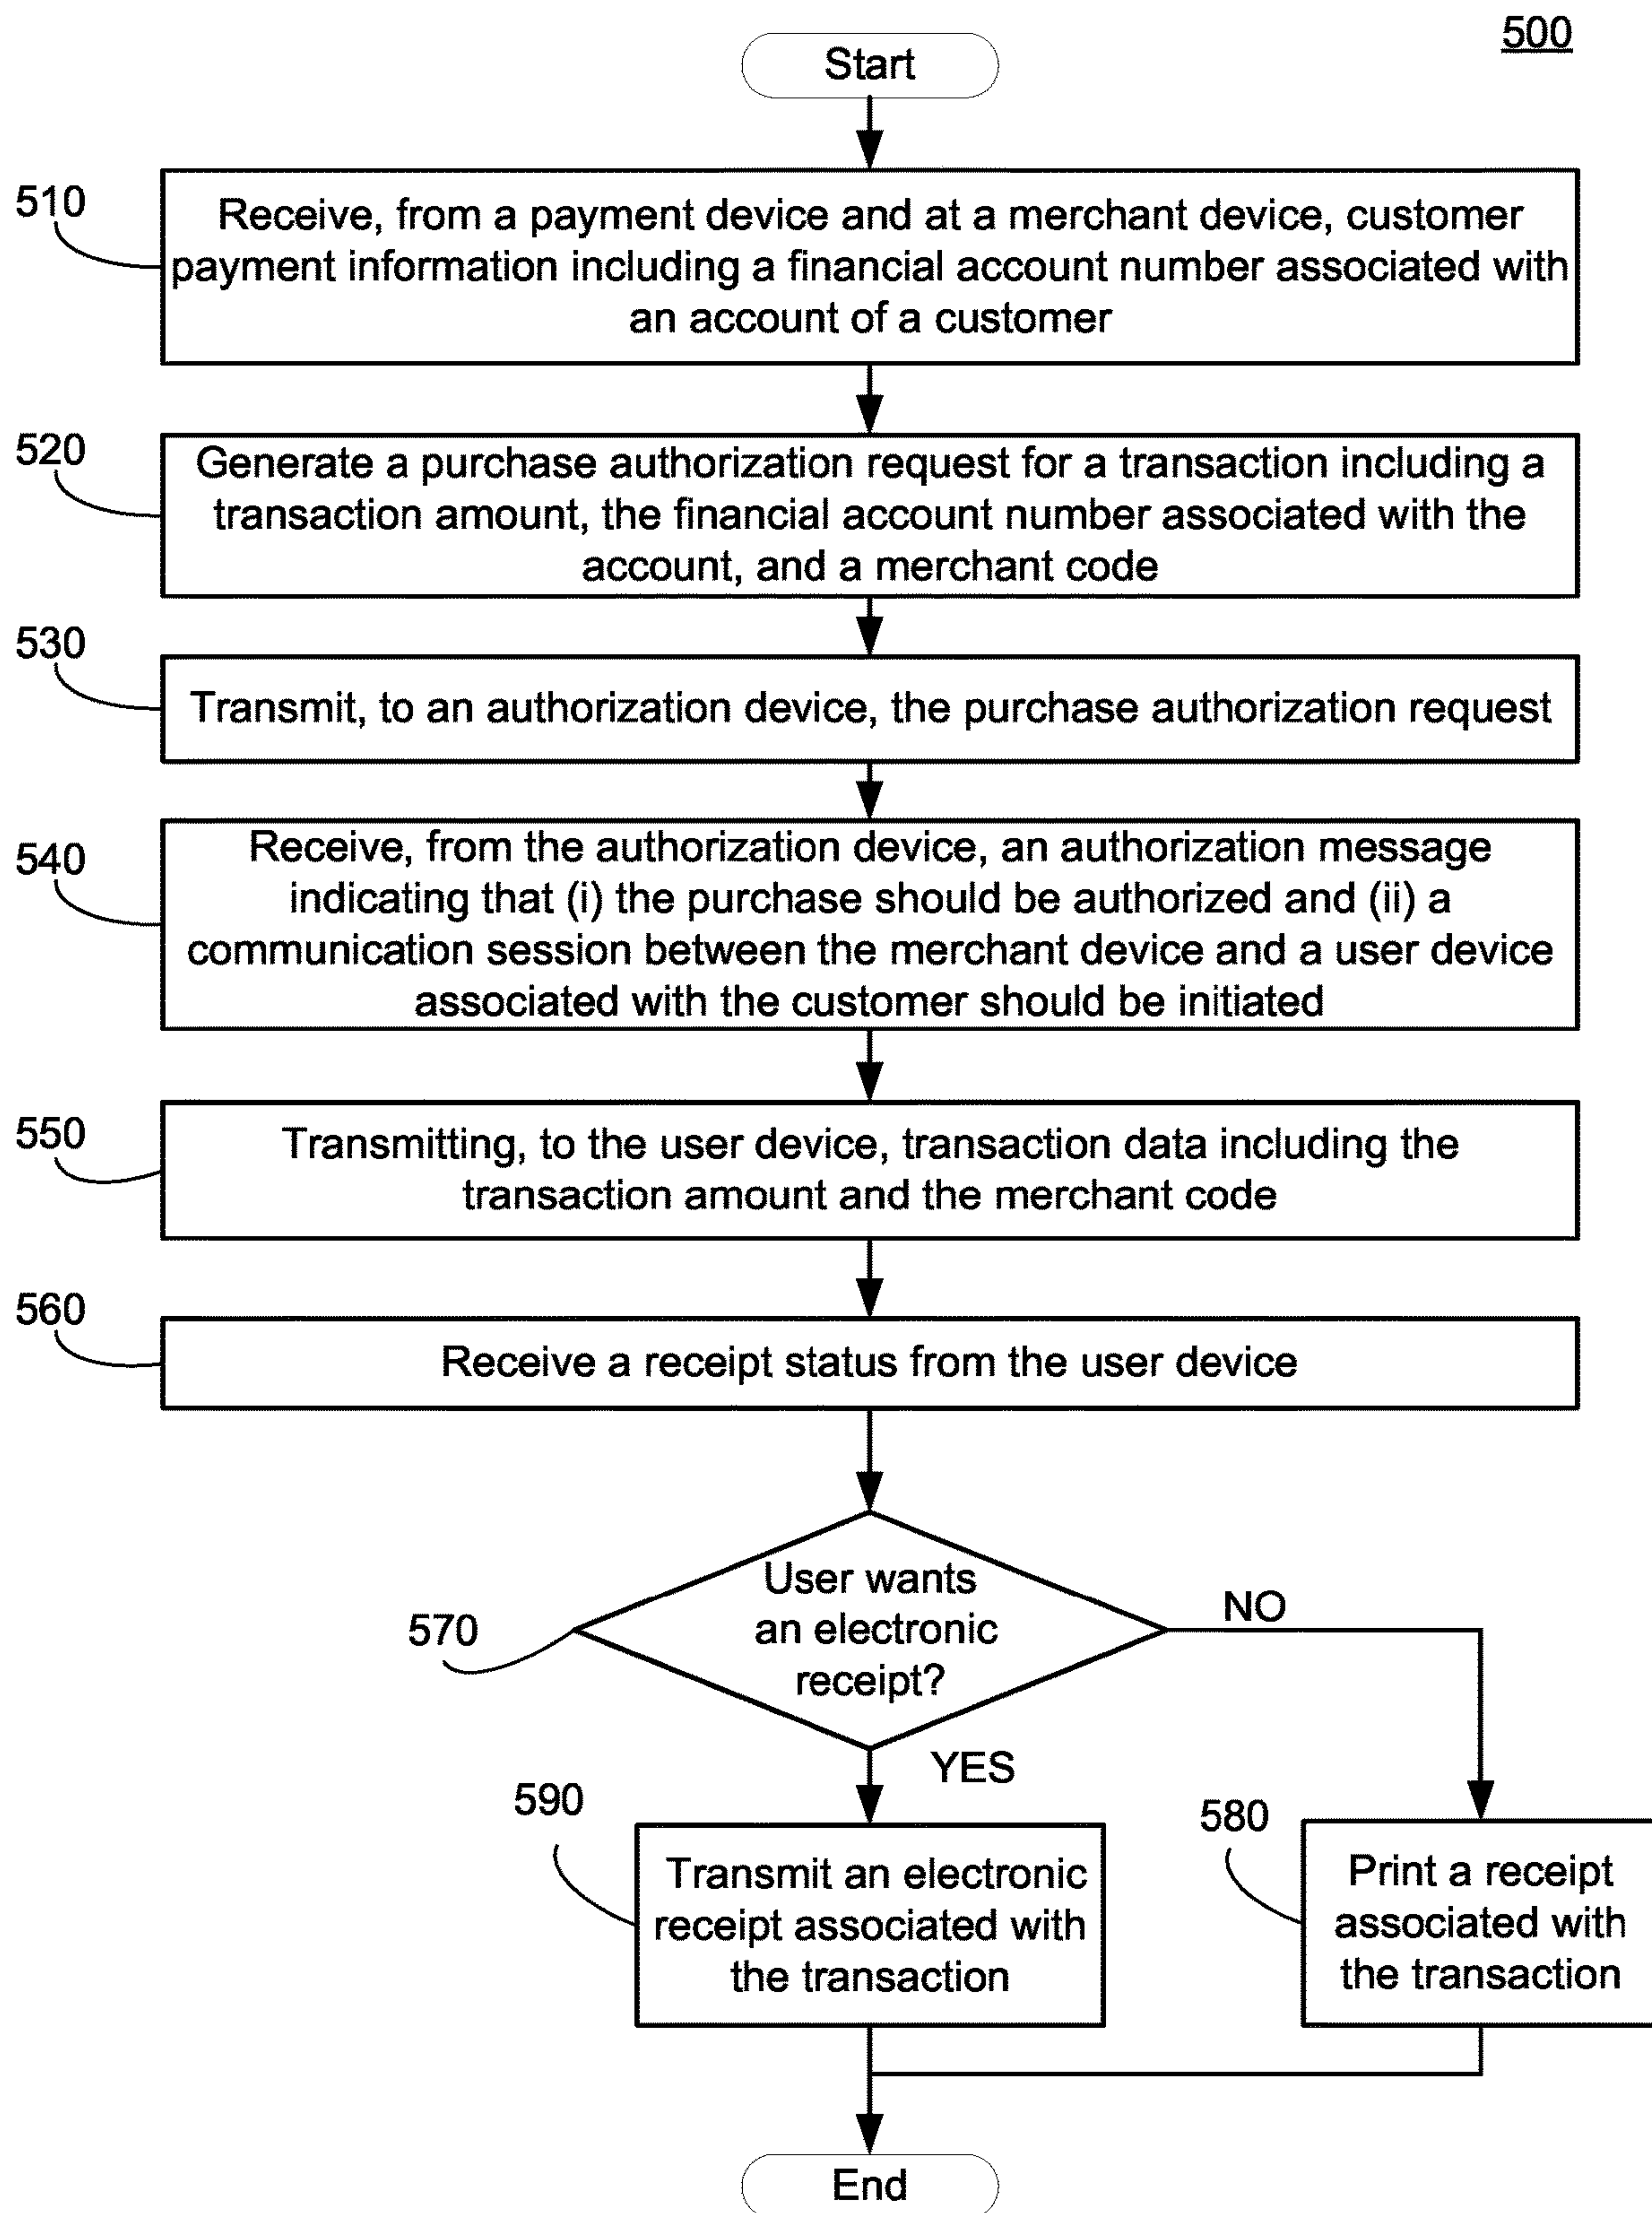 500
Start
510
Receive, from a payment device and at a merchant device, customer
payment information including a financial account number associated with
an account of a customer
520
Generate a purchase authorization request for a transaction including a
transaction amount, the financial account number associated with the
account, and a merchant code
530
Transmit, to an authorization device, the purchase authorization request
540
Receive, from the authorization device, an authorization message
indicating that (i) the purchase should be authorized and (ii) a
communication session between the merchant device and a user device
associated with the customer should be initiated
550
Transmitting, to the user device, transaction data including the
transaction amount and the merchant code
560
Receive a receipt status from the user device
570
User wants
an electronic
receipt?
NO
YES
590
Transmit an electronic
receipt associated with
the transaction
580
Print a receipt
associated with
the transaction
End